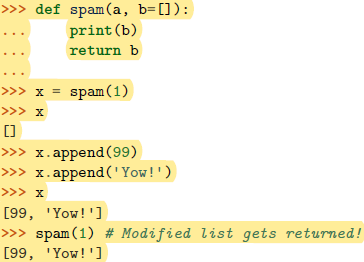 >>> def spam(a, b=[]):
...     print(b)
...     return b
...
>>> x = spam(1)
>>> x
[]
>>> x.append(99)
>>> x.append('Yow!')
>>> x
[99, 'Yow!']
>>> spam(1) # Modified list gets returned!
[99, 'Yow!']